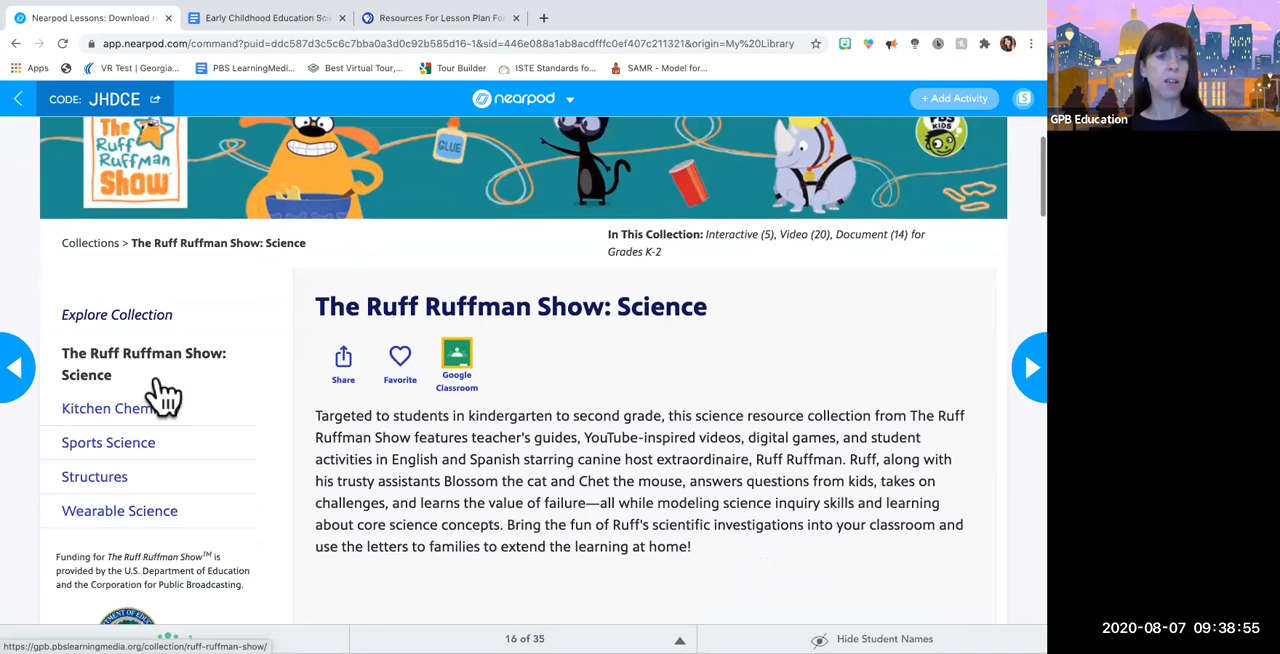 Nearpod Lessons: Download r
Early Childhood Education Sci
Resources For Lesson Plan For
app.nearpod.com/command?puid=ddc587d3c5c6c7bba0a3d0c92b585d16-1&sid=446e088a1ab8acdfffc0ef407c211321&origin=My%20Library
Apps
VR Test | Georgia...
PBS LearningMedi...
Best Virtual Tour,...
Tour Builder
ISTE Standards fo...
SAMR - Model for...
CODE: JHDCE
nearpod
+ Add Activity
S
GPB Education
The
Ruff
Ruffman
Show
GLUE
PBS
KIDS
Collections > The Ruff Ruffman Show: Science
In This Collection: Interactive (5), Video (20), Document (14) for
Grades K-2
Explore Collection
The Ruff Ruffman Show:
Science
Kitchen Chem
Sports Science
Structures
Wearable Science
Funding for The Ruff Ruffman Show™ is
provided by the U.S. Department of Education
and the Corporation for Public Broadcasting.
The Ruff Ruffman Show: Science
Share
Favorite
Google
Classroom
Targeted to students in kindergarten to second grade, this science resource collection from The Ruff
Ruffman Show features teacher's guides, YouTube-inspired videos, digital games, and student
activities in English and Spanish starring canine host extraordinaire, Ruff Ruffman. Ruff, along with
his trusty assistants Blossom the cat and Chet the mouse, answers questions from kids, takes on
challenges, and learns the value of failure—all while modeling science inquiry skills and learning
about core science concepts. Bring the fun of Ruff's scientific investigations into your classroom and
use the letters to families to extend the learning at home!
https://gpb.pbslearningmedia.org/collection/ruff-ruffman-show/
16 of 35
Hide Student Names
2020-08-07 09:38:55